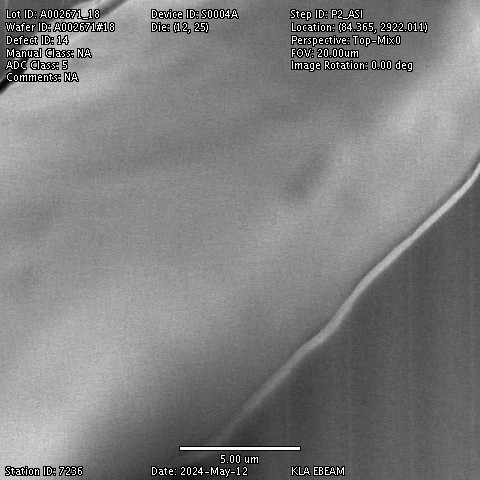 Lot ID: A002671_18
Wafer ID: A002671#18
Defect ID: 14
Manual Class: NA
ADC Class: 5
Comments: NA
Device ID: S0004A
Die: (12, 25)
Step ID: P2_ASI
Location: (84.365, 2922.011)
Perspective: Top-Mix0
FOV: 20.00um
Image Rotation: 0.00 deg
5.00 um
Station ID: 7236
Date: 2024-May-12
KLA EBEAM